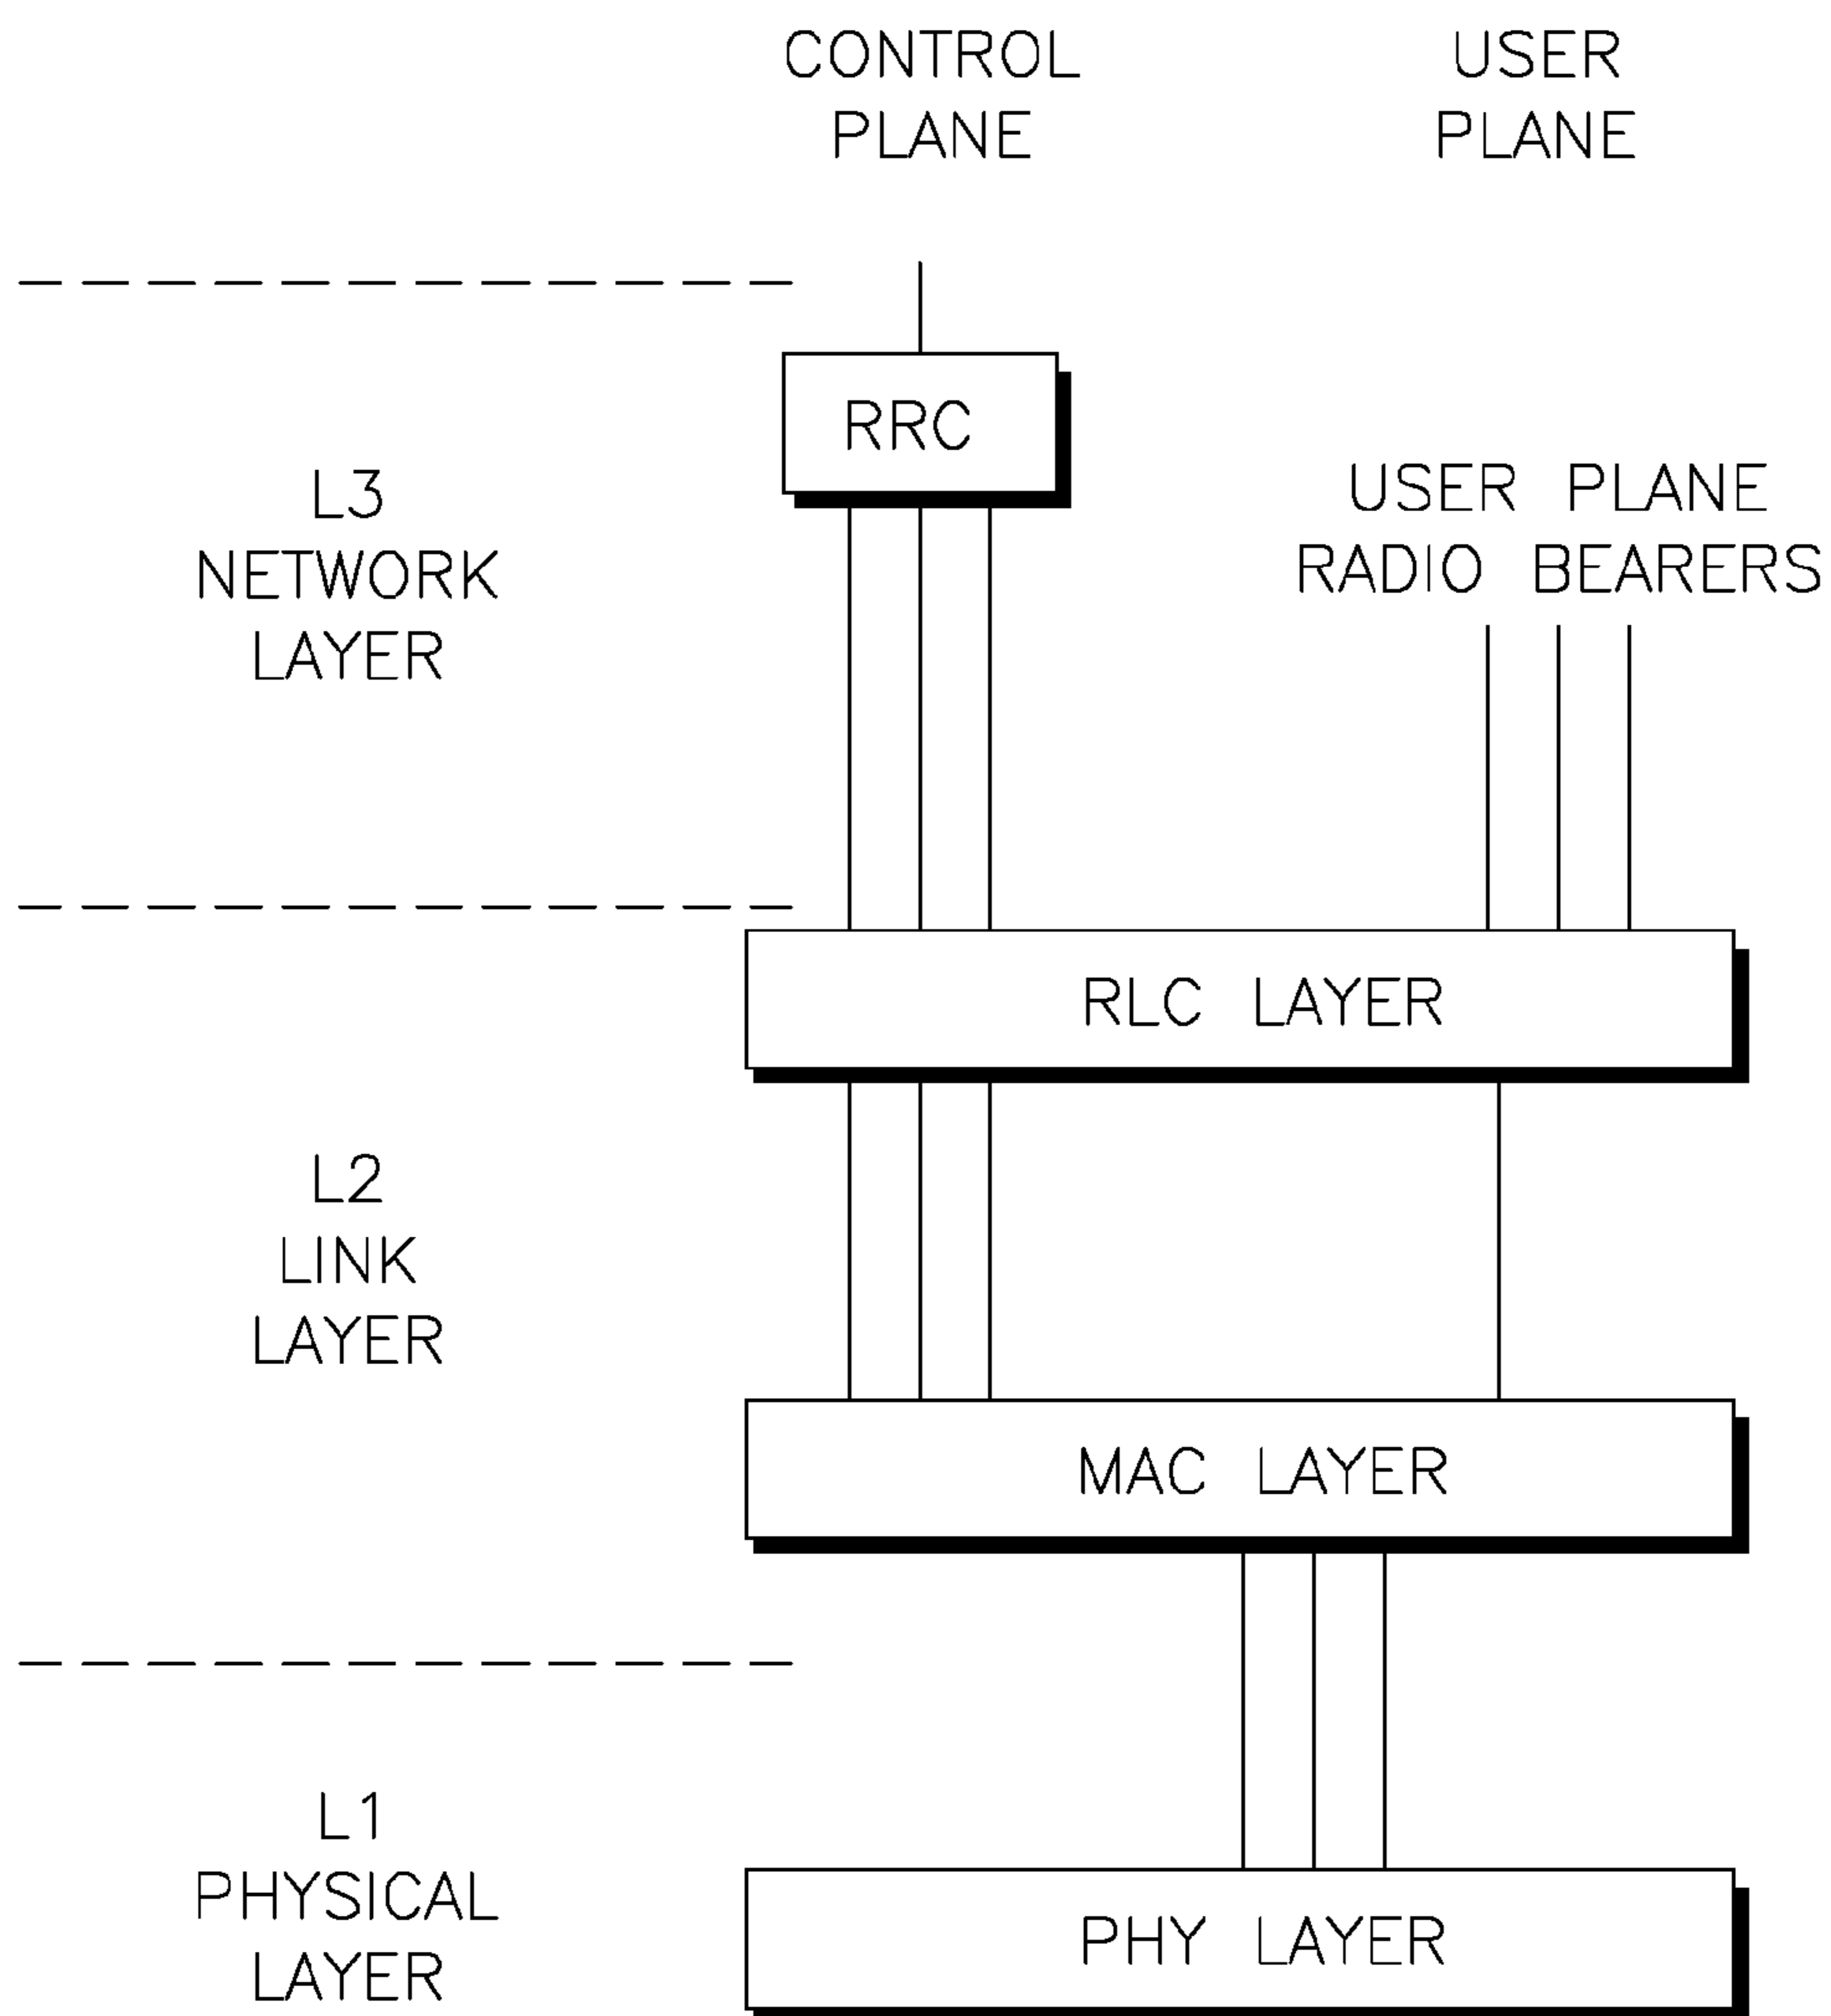 CONTROL
PLANE
USER
PLANE
RRC
L3
NETWORK
LAYER
USER PLANE
RADIO BEARERS
RLC LAYER
L2
LINK
LAYER
MAC LAYER
L1
PHYSICAL
LAYER
PHY LAYER